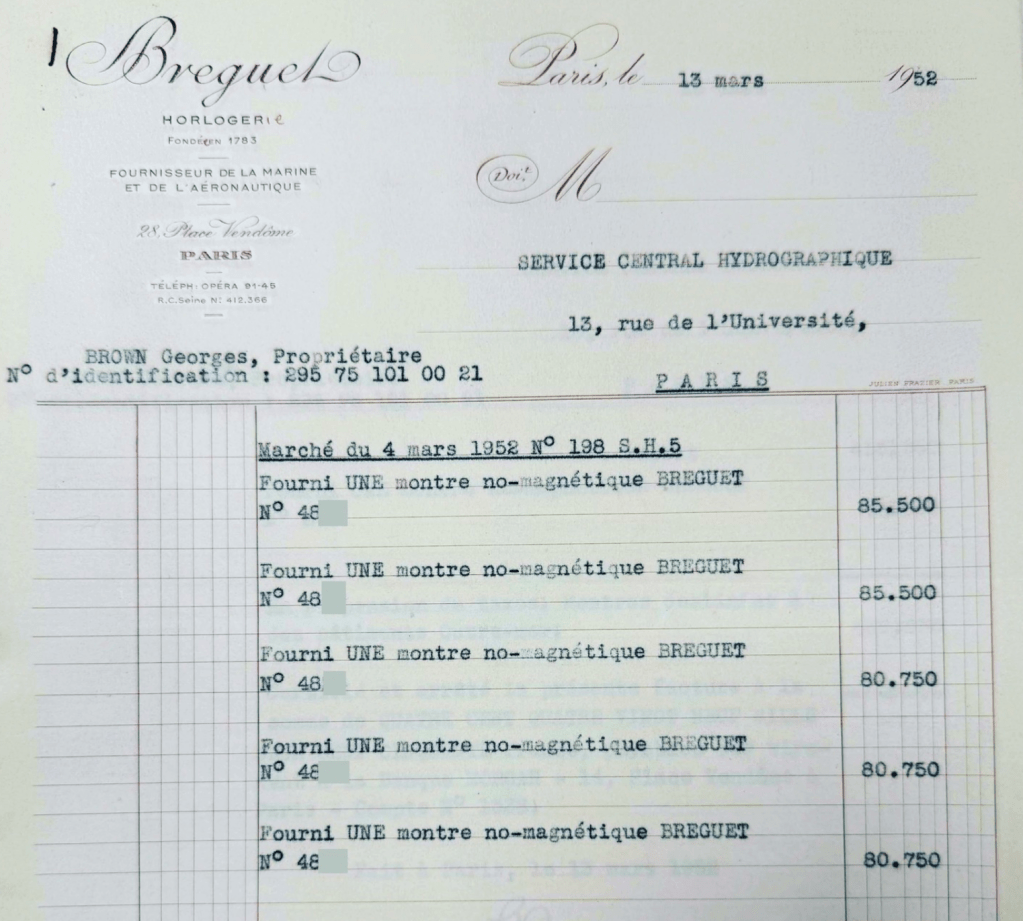 Breguet
HORLOGERIE
FONDÉ EN 1783
FOURNISSEUR DE LA MARINE
ET DE L'AÉRONAUTIQUE
28, Place Vendôme
PARIS
TÉLÉPH: OPÉRA 91-45
R.C. Seine N: 412.366
Paris, le 13 mars 1952
Doit M
SERVICE CENTRAL HYDROGRAPHIQUE
13, rue de l'Université,
PARIS
BROWN Georges, Propriétaire
N° d'identification : 295 75 101 00 21
JULIEN FRAZIER PARIS
Marché du 4 mars 1952 N° 198 S.H.5
Fourni UNE montre no-magnétique BREGUET
N° 48 85.500
Fourni UNE montre no-magnétique BREGUET
N° 48 85.500
Fourni UNE montre no-magnétique BREGUET
N° 48 80.750
Fourni UNE montre no-magnétique BREGUET
N° 48 80.750
Fourni UNE montre no-magnétique BREGUET
N° 48 80.750